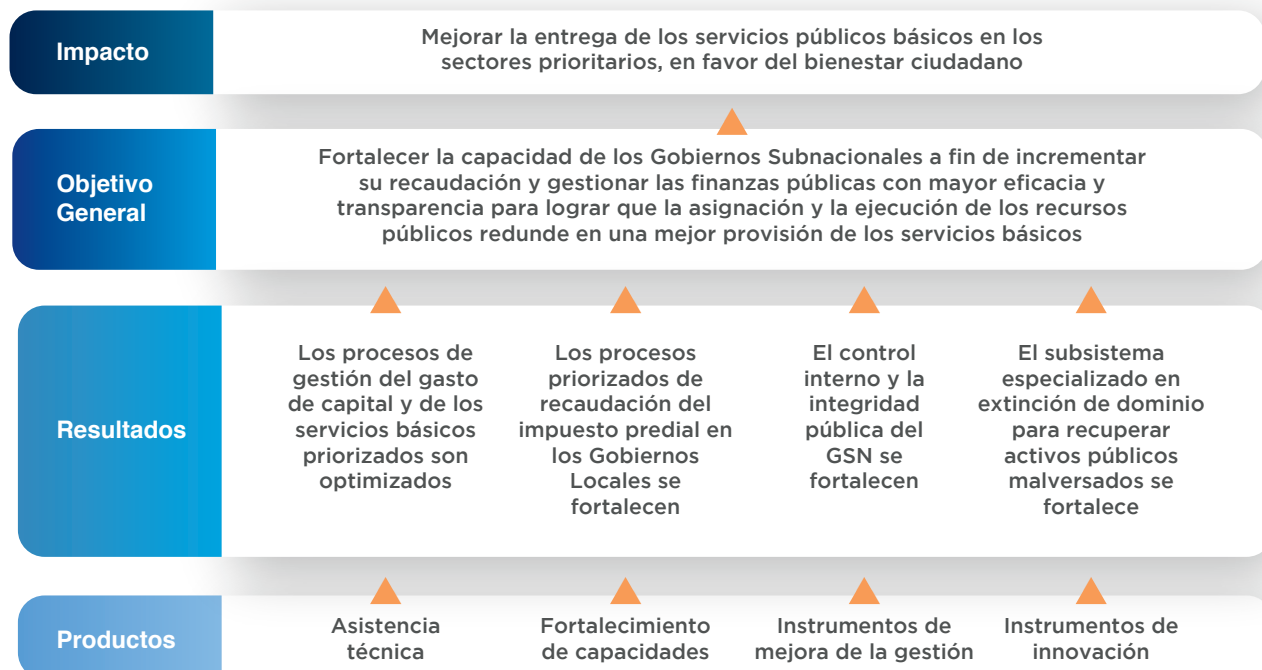 Impacto
Mejorar la entrega de los servicios públicos básicos en los
sectores prioritarios, en favor del bienestar ciudadano
Objetivo
General
Fortalecer la capacidad de los Gobiernos Subnacionales a fin de incrementar
su recaudación y gestionar las finanzas públicas con mayor eficacia y
transparencia para lograr que la asignación y la ejecución de los recursos
públicos redunde en una mejor provisión de los servicios básicos
Resultados
Los procesos de
gestión del gasto
de capital y de los
servicios básicos
priorizados son
optimizados
Los procesos
priorizados de
recaudación del
impuesto predial en
los Gobiernos
Locales se
fortalecen
El control
interno y la
integridad
pública del
GSN se
fortalecen
El subsistema
especializado en
extinción de dominio
para recuperar
activos públicos
malversados se
fortalece
Productos
Asistencia
técnica
Fortalecimiento
de capacidades
Instrumentos de
mejora de la gestión
Instrumentos de
innovación